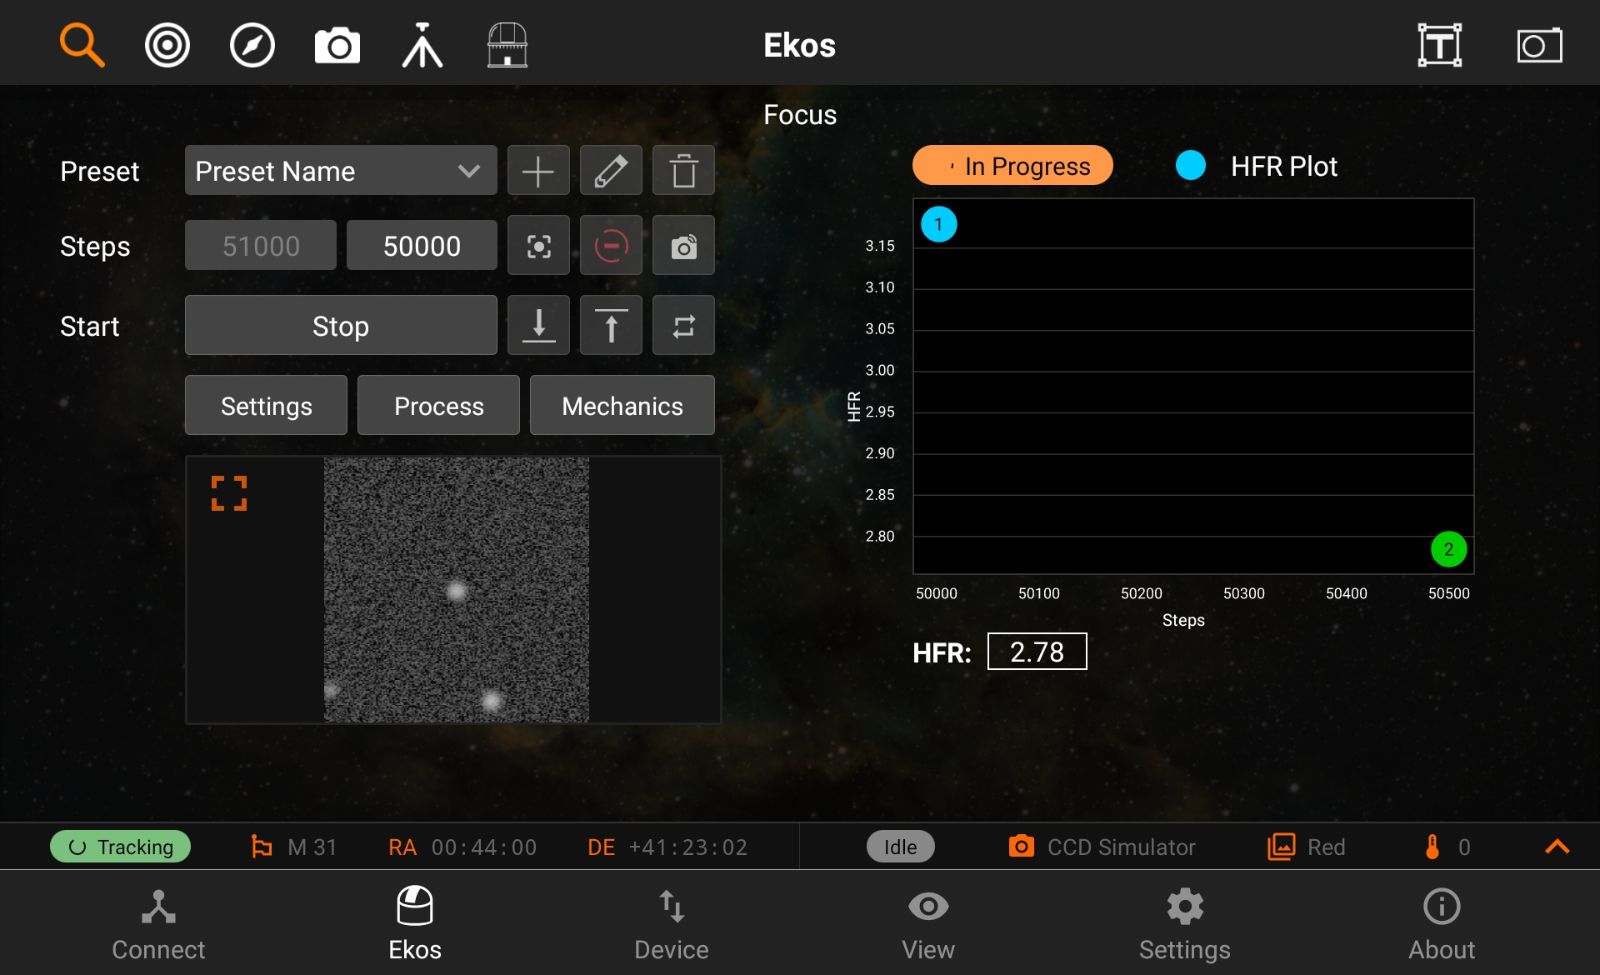 Ekos
Focus
Preset
Preset Name
Steps
51000
50000
Start
Stop
Settings
Process
Mechanics
In Progress
HFR Plot
1
3.15
3.10
3.05
3.00
2.95
2.90
2.85
2.80
HFR
2
50000
50100
50200
50300
50400
50500
Steps
HFR:
2.78
Tracking
M 31
RA 00:44:00
DE +41:23:02
Idle
CCD Simulator
Red
0
Connect
Ekos
Device
View
Settings
About